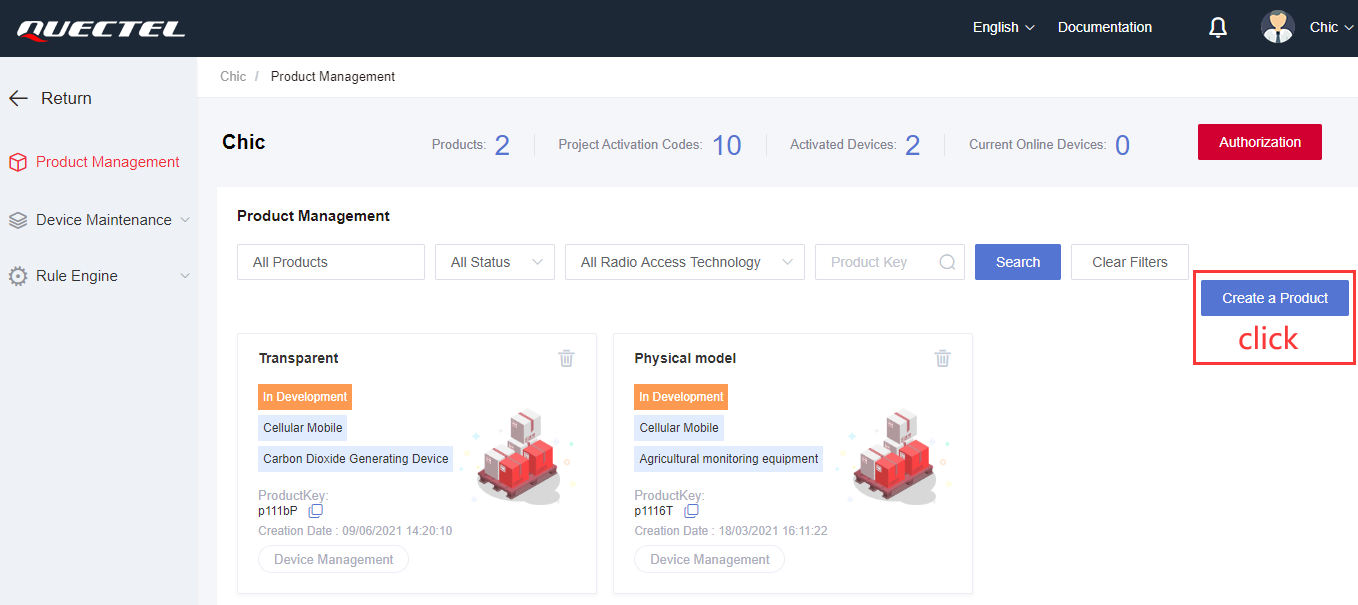 QUECTEL
English
Documentation
Chic
Return
Chic / Product Management
Product Management
Device Maintenance
Rule Engine
Chic
Products: 2
Project Activation Codes: 10
Activated Devices: 2
Current Online Devices: 0
Authorization
Product Management
All Products
All Status
All Radio Access Technology
Product Key
Search
Clear Filters
Create a Product
click
Transparent
In Development
Cellular Mobile
Carbon Dioxide Generating Device
ProductKey:
p111bP
Creation Date : 09/06/2021 14:20:10
Device Management
Physical model
In Development
Cellular Mobile
Agricultural monitoring equipment
ProductKey:
p1116T
Creation Date : 18/03/2021 16:11:22
Device Management